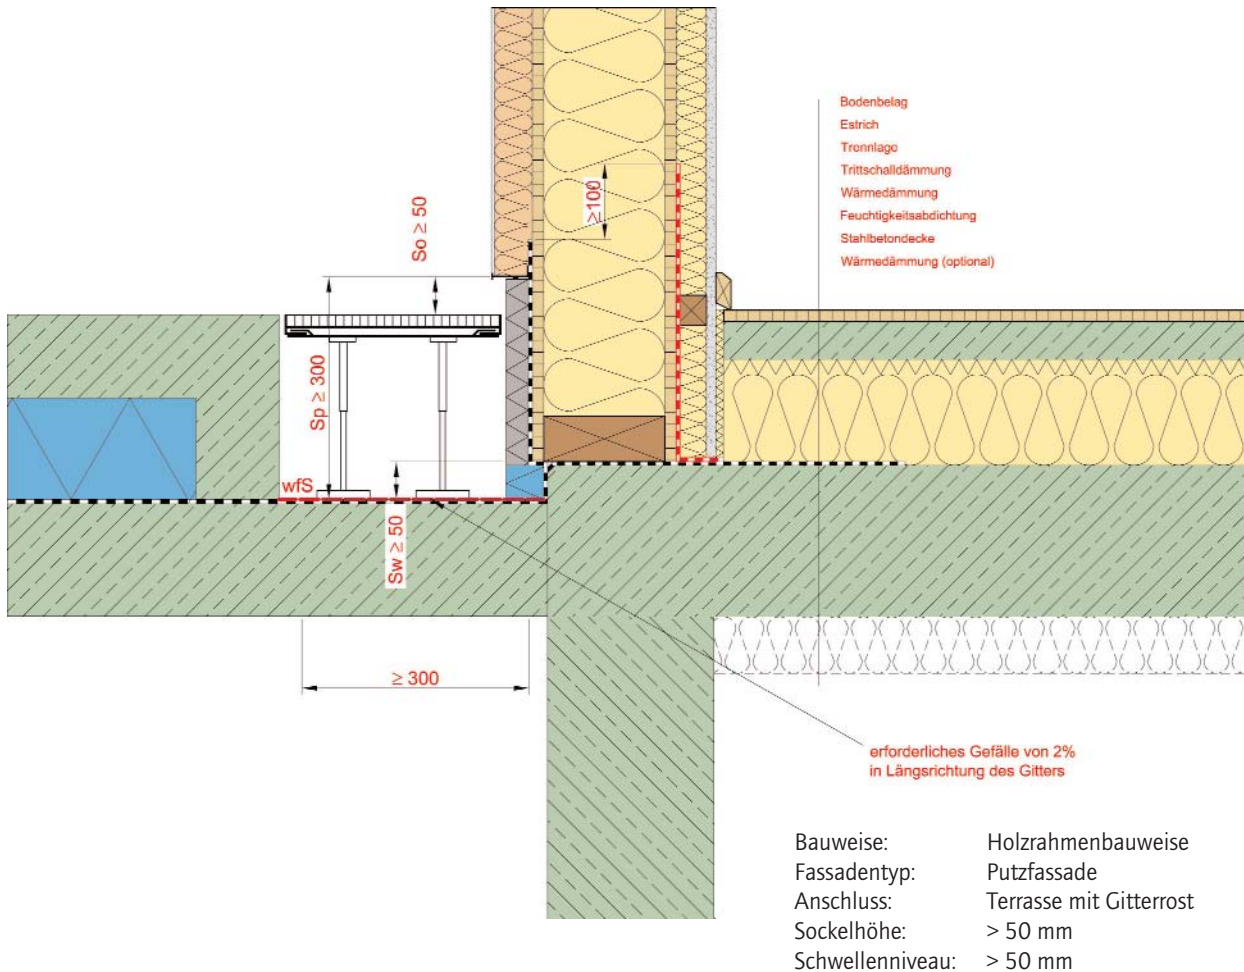 Bodenbelag
Estrich
Trennlage
Trittschalldämmung
Wärmedämmung
Feuchtigkeitsabdichtung
Stahlbetondecke
Wärmedämmung (optional)
So ≥ 50
≥100
Sp ≥ 300
wfS
Sw ≥ 50
≥ 300
erforderliches Gefälle von 2%
in Längsrichtung des Gitters
Bauweise: Holzrahmenbauweise
Fassadentyp: Putzfassade
Anschluss: Terrasse mit Gitterrost
Sockelhöhe: > 50 mm
Schwellenniveau: > 50 mm